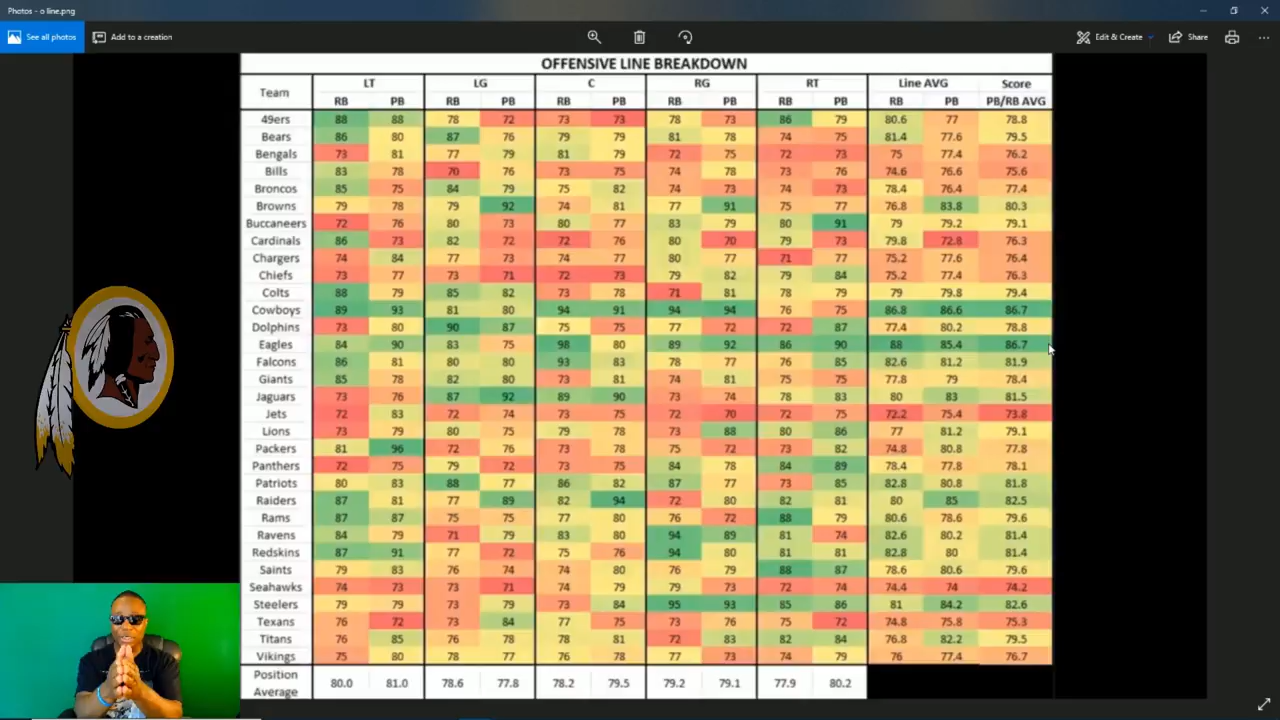 Photos - o line.png
See all photos Add to a creation Edit & Create Share
OFFENSIVE LINE BREAKDOWN
Team LT LG C RG RT Line AVG Score
RB PB RB PB RB PB RB PB RB PB RB PB PB/RB AVG
49ers 88 88 78 72 73 73 78 73 86 79 80.6 77 78.8
Bears 86 80 87 76 79 79 81 78 74 75 81.4 77.6 79.5
Bengals 73 81 77 79 81 79 72 75 72 73 75 77.4 76.2
Bills 83 78 70 76 73 75 74 78 73 76 74.6 76.6 75.6
Broncos 85 75 84 79 75 82 74 73 74 73 78.4 76.4 77.4
Browns 79 78 79 92 74 81 77 91 75 77 76.8 83.8 80.3
Buccaneers 72 76 80 73 80 77 83 79 80 91 79 79.2 79.1
Cardinals 86 73 82 72 72 76 80 70 79 73 79.8 72.8 76.3
Chargers 74 84 77 73 74 77 80 77 71 77 75.2 77.6 76.4
Chiefs 73 77 73 71 72 73 79 82 79 84 75.2 77.4 76.3
Colts 88 79 85 82 73 78 71 81 78 79 79 79.8 79.4
Cowboys 89 93 81 80 94 91 94 94 76 75 86.8 86.6 86.7
Dolphins 73 80 90 87 75 75 77 72 72 87 77.4 80.2 78.8
Eagles 84 90 83 75 98 80 89 92 86 90 88 85.4 86.7
Falcons 86 81 80 80 93 83 78 77 76 85 82.6 81.2 81.9
Giants 85 78 82 80 73 81 74 81 75 75 77.8 79 78.4
Jaguars 73 76 87 92 89 90 73 74 78 83 80 83 81.5
Jets 72 83 72 74 73 75 72 70 72 75 72.2 75.4 73.8
Lions 73 79 80 75 79 78 73 88 80 86 77 81.2 79.1
Packers 81 96 72 76 73 78 75 72 73 82 74.8 80.8 77.8
Panthers 72 75 79 72 73 75 84 78 84 89 78.4 77.8 78.1
Patriots 80 83 88 77 86 82 87 77 73 85 82.8 80.8 81.8
Raiders 87 81 77 89 82 94 72 80 82 81 80 85 82.5
Rams 87 87 75 75 77 80 76 72 88 79 80.6 78.6 79.6
Ravens 84 79 71 79 83 80 94 89 81 74 82.6 80.2 81.4
Redskins 87 91 77 72 75 76 94 80 81 81 82.8 80 81.4
Saints 79 83 76 74 74 80 76 79 88 87 78.6 80.6 79.6
Seahawks 74 73 73 71 74 79 79 73 72 74 74.4 74 74.2
Steelers 79 79 73 79 73 84 95 93 85 86 81 84.2 82.6
Texans 76 72 73 84 77 75 73 76 75 72 74.8 75.8 75.3
Titans 76 85 76 78 78 81 72 83 82 84 76.8 82.2 79.5
Vikings 75 80 78 77 76 78 77 73 74 79 76 77.4 76.7
Position Average 80.0 81.0 78.6 77.8 78.2 79.5 79.2 79.1 77.9 80.2